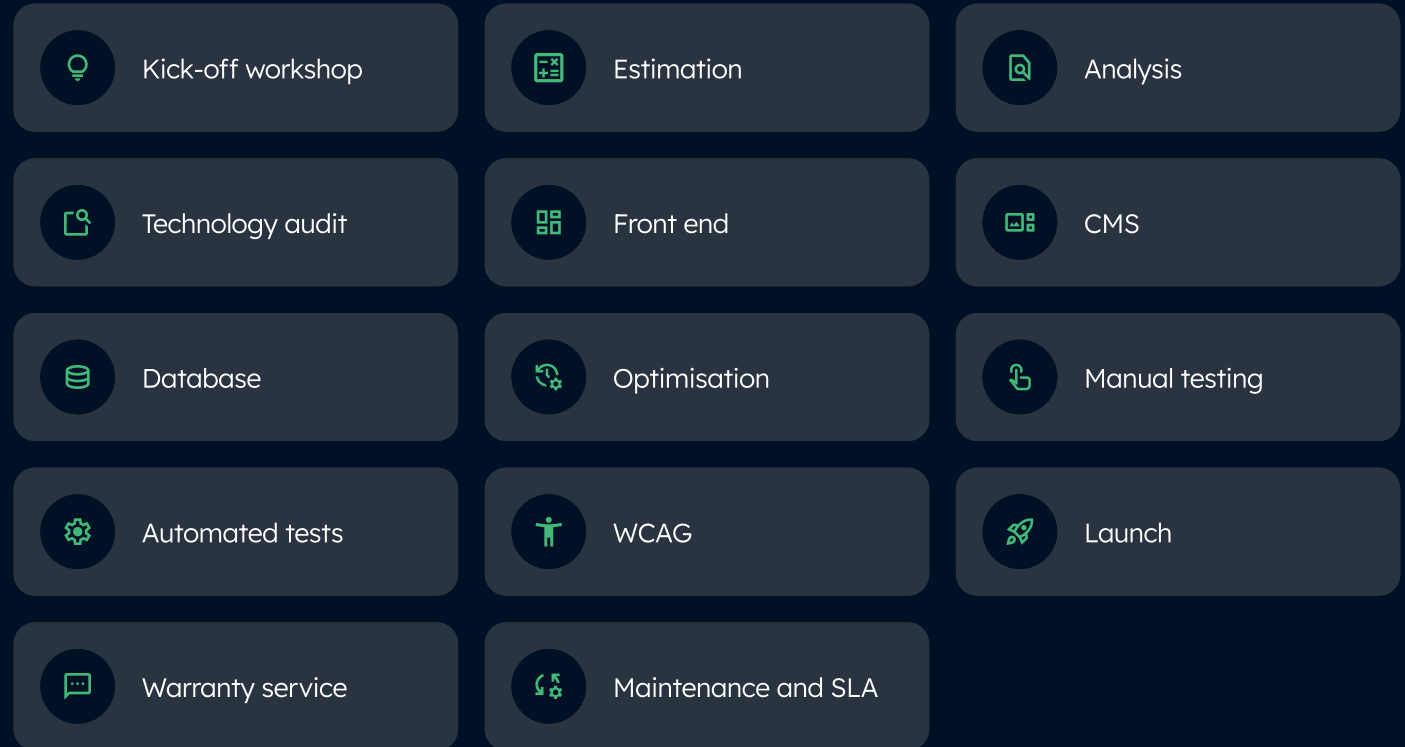 Kick-off workshop
Estimation
Analysis
Technology audit
Front end
CMS
Database
Optimisation
Manual testing
Automated tests
WCAG
Launch
Warranty service
Maintenance and SLA